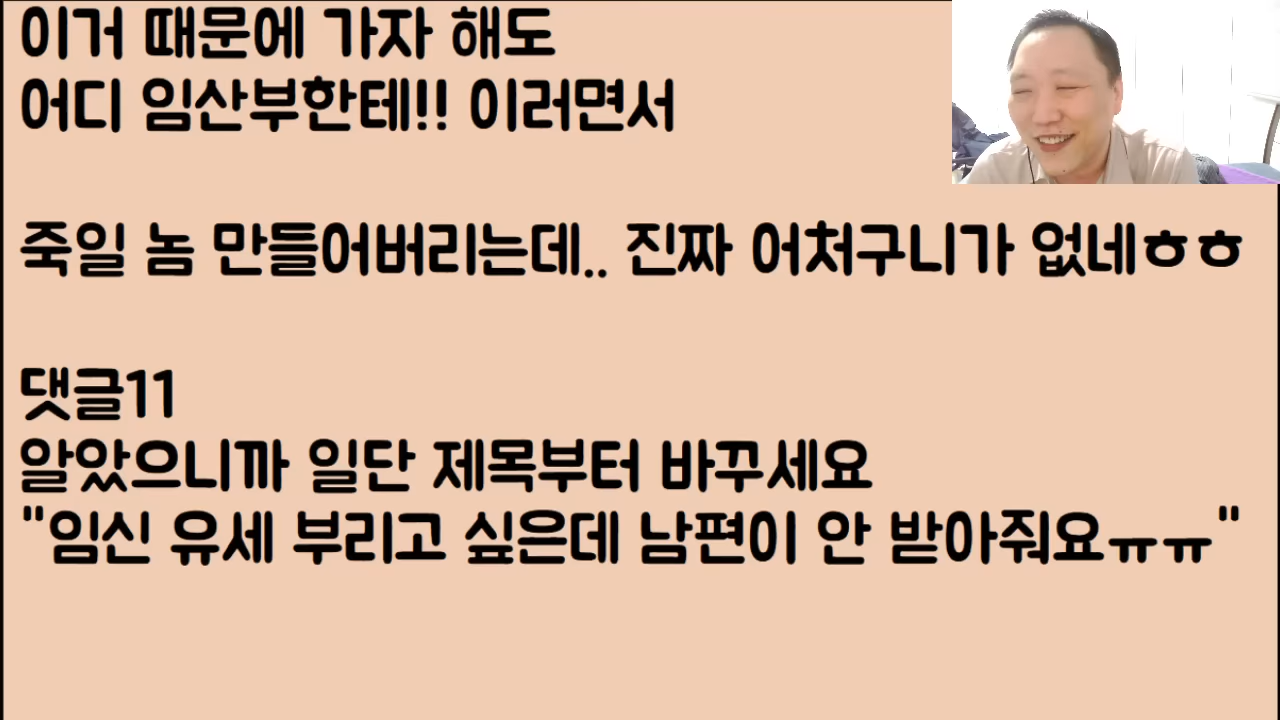 이거 때문에 가자 해도
어디 임산부한테!! 이러면서
죽일 놈 만들어버리는데.. 진짜 어처구니가 없네ㅎㅎ
댓글11
알았으니까 일단 제목부터 바꾸세요
"임신 유세 부리고 싶은데 남편이 안 받아줘요ㅠㅠ"